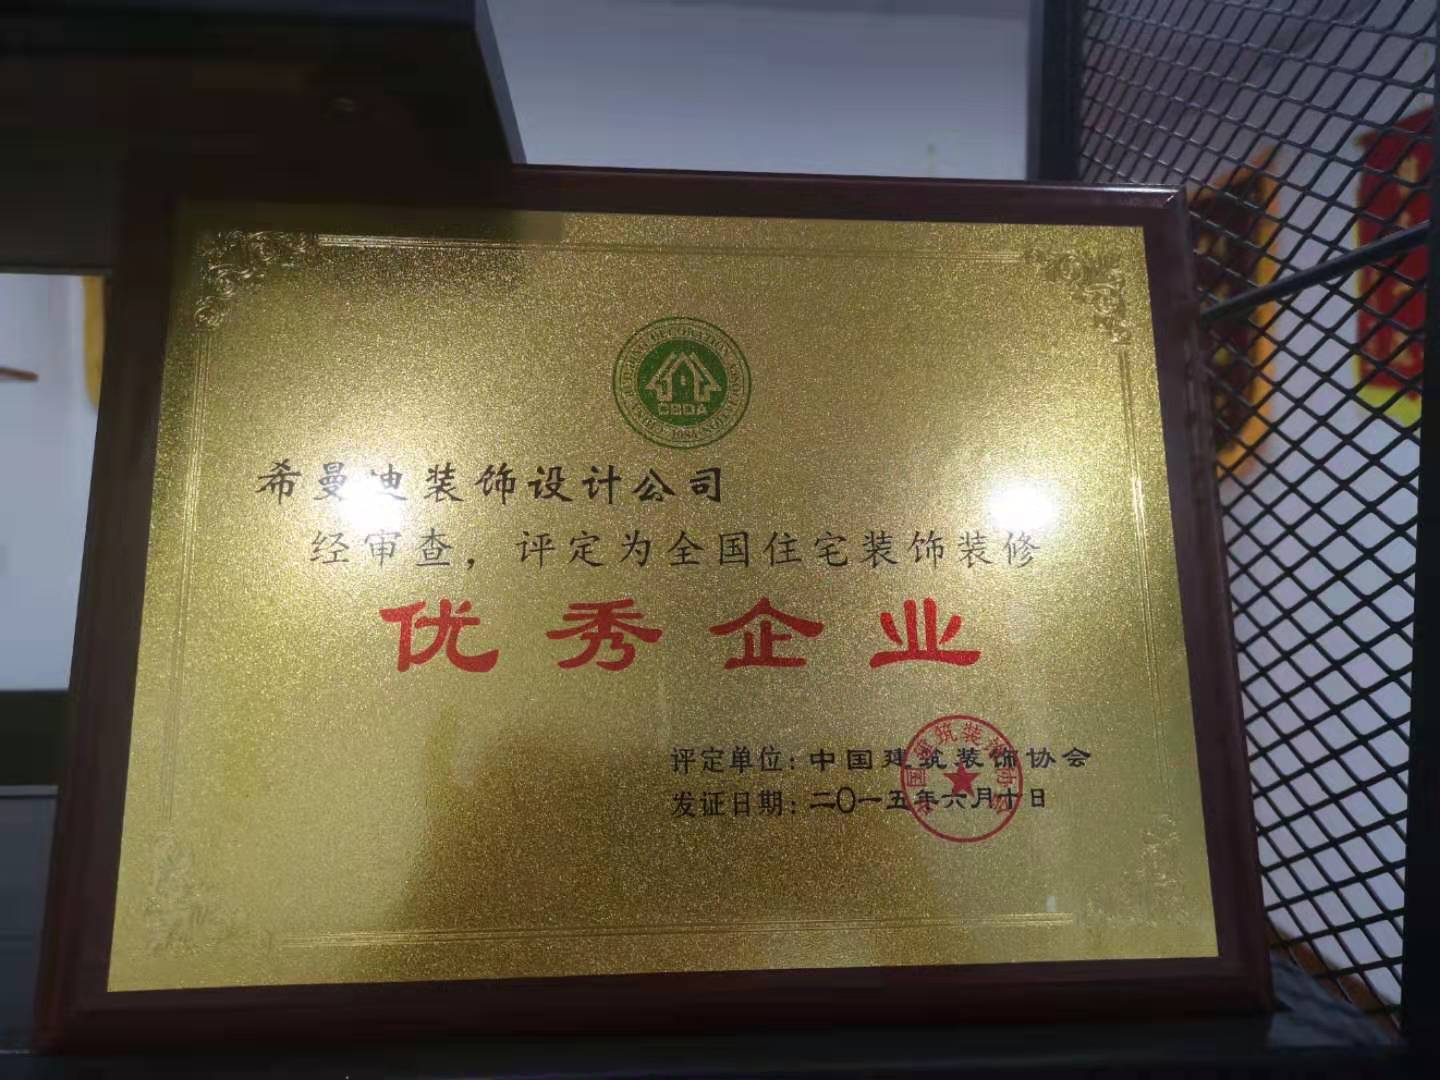 CBDA
希曼迪装饰设计公司
经审查，评定为全国住宅装饰装修
优秀企业
评定单位：中国建筑装饰协会
发证日期：二〇一五年六月十日